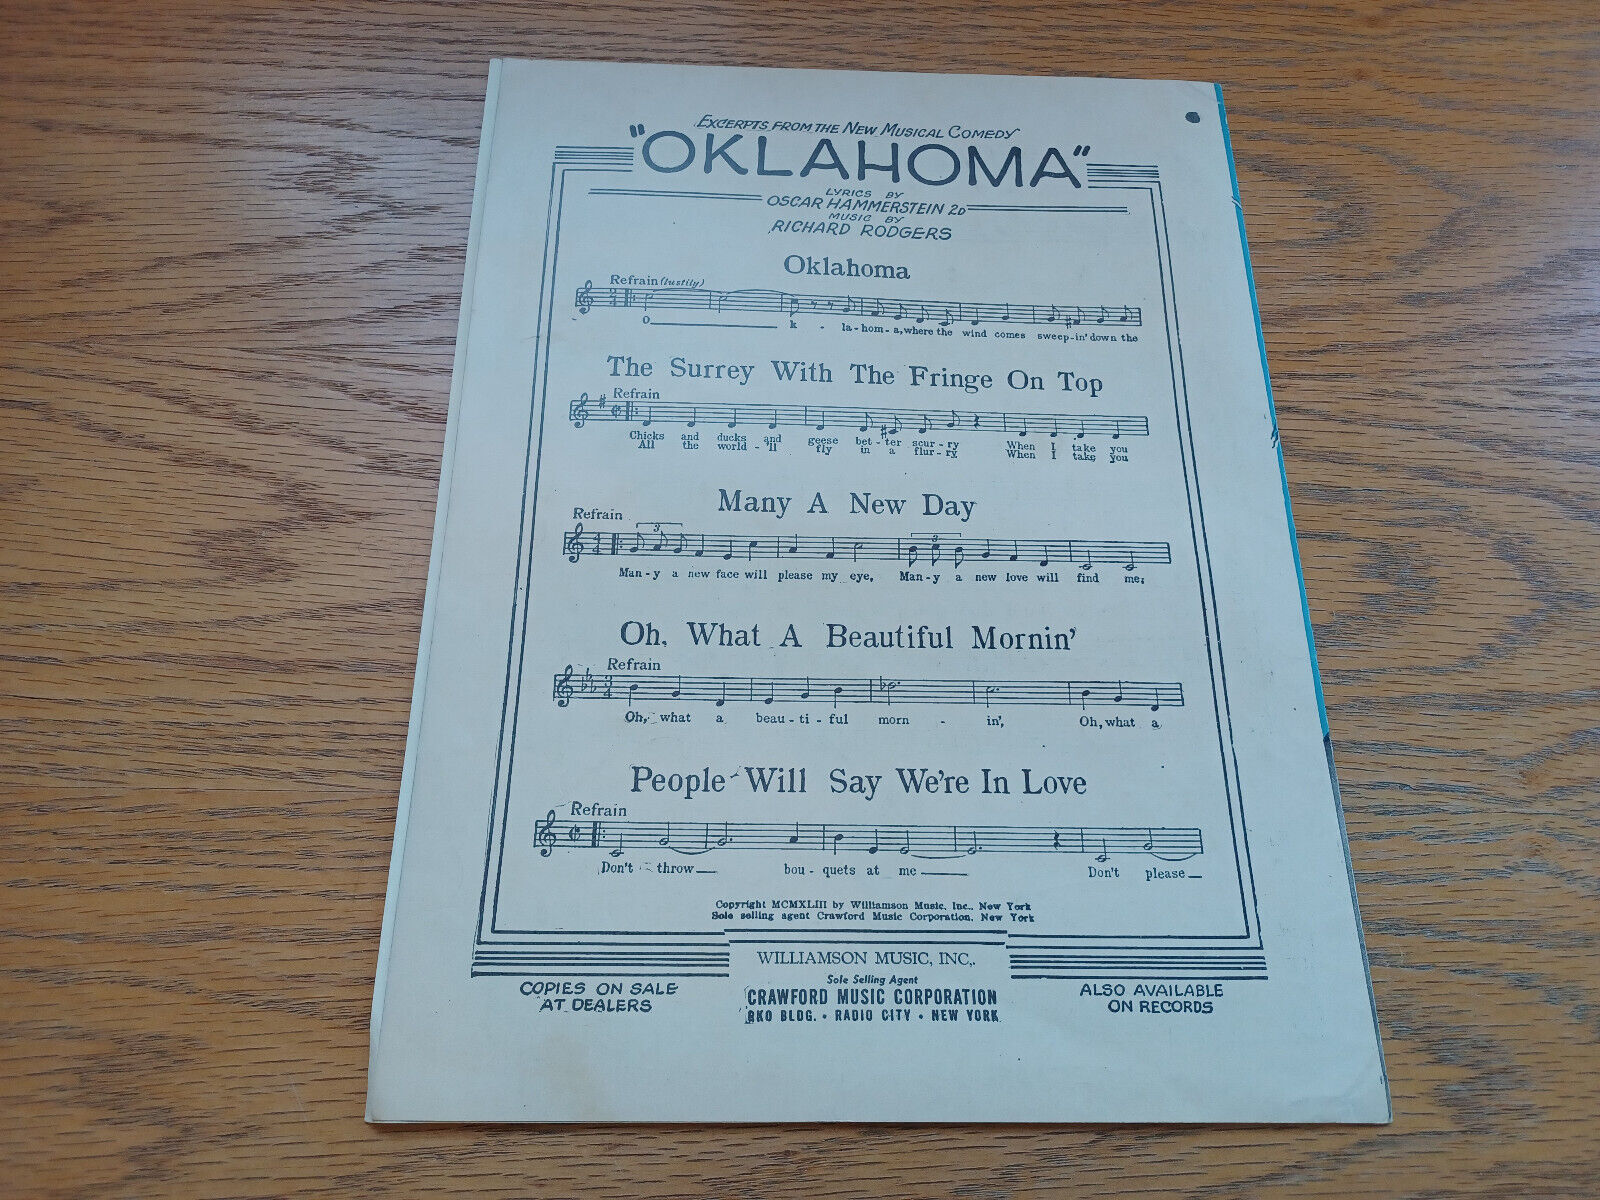 EXCERPTS FROM THE NEW MUSICAL COMEDY
"OKLAHOMA"
LYRICS BY
OSCAR HAMMERSTEIN 2D
MUSIC BY
RICHARD RODGERS
Oklahoma
Refrain (lustily)
O k - la - hom - a, where the wind comes sweep - in' down the
The Surrey With The Fringe On Top
Refrain
Chicks and ducks and geese bet - ter scur - ry When I take you
All the world - 'll fly in a flur - ry When I take you
Many A New Day
Refrain
3 3
Man - y a new face will please my eye, Man - y a new love will find me;
Oh, What A Beautiful Mornin'
Refrain
3
4
Oh, what a beau - ti - ful morn - in', Oh, what a
People Will Say We're In Love
Refrain
Don't throw bou - quets at me Don't please
Copyright MCMXLIII by Williamson Music, Inc., New York
Sole selling agent Crawford Music Corporation, New York
WILLIAMSON MUSIC, INC.
Sole Selling Agent
CRAWFORD MUSIC CORPORATION
RKO BLDG. • RADIO CITY • NEW YORK
COPIES ON SALE
AT DEALERS
ALSO AVAILABLE
ON RECORDS